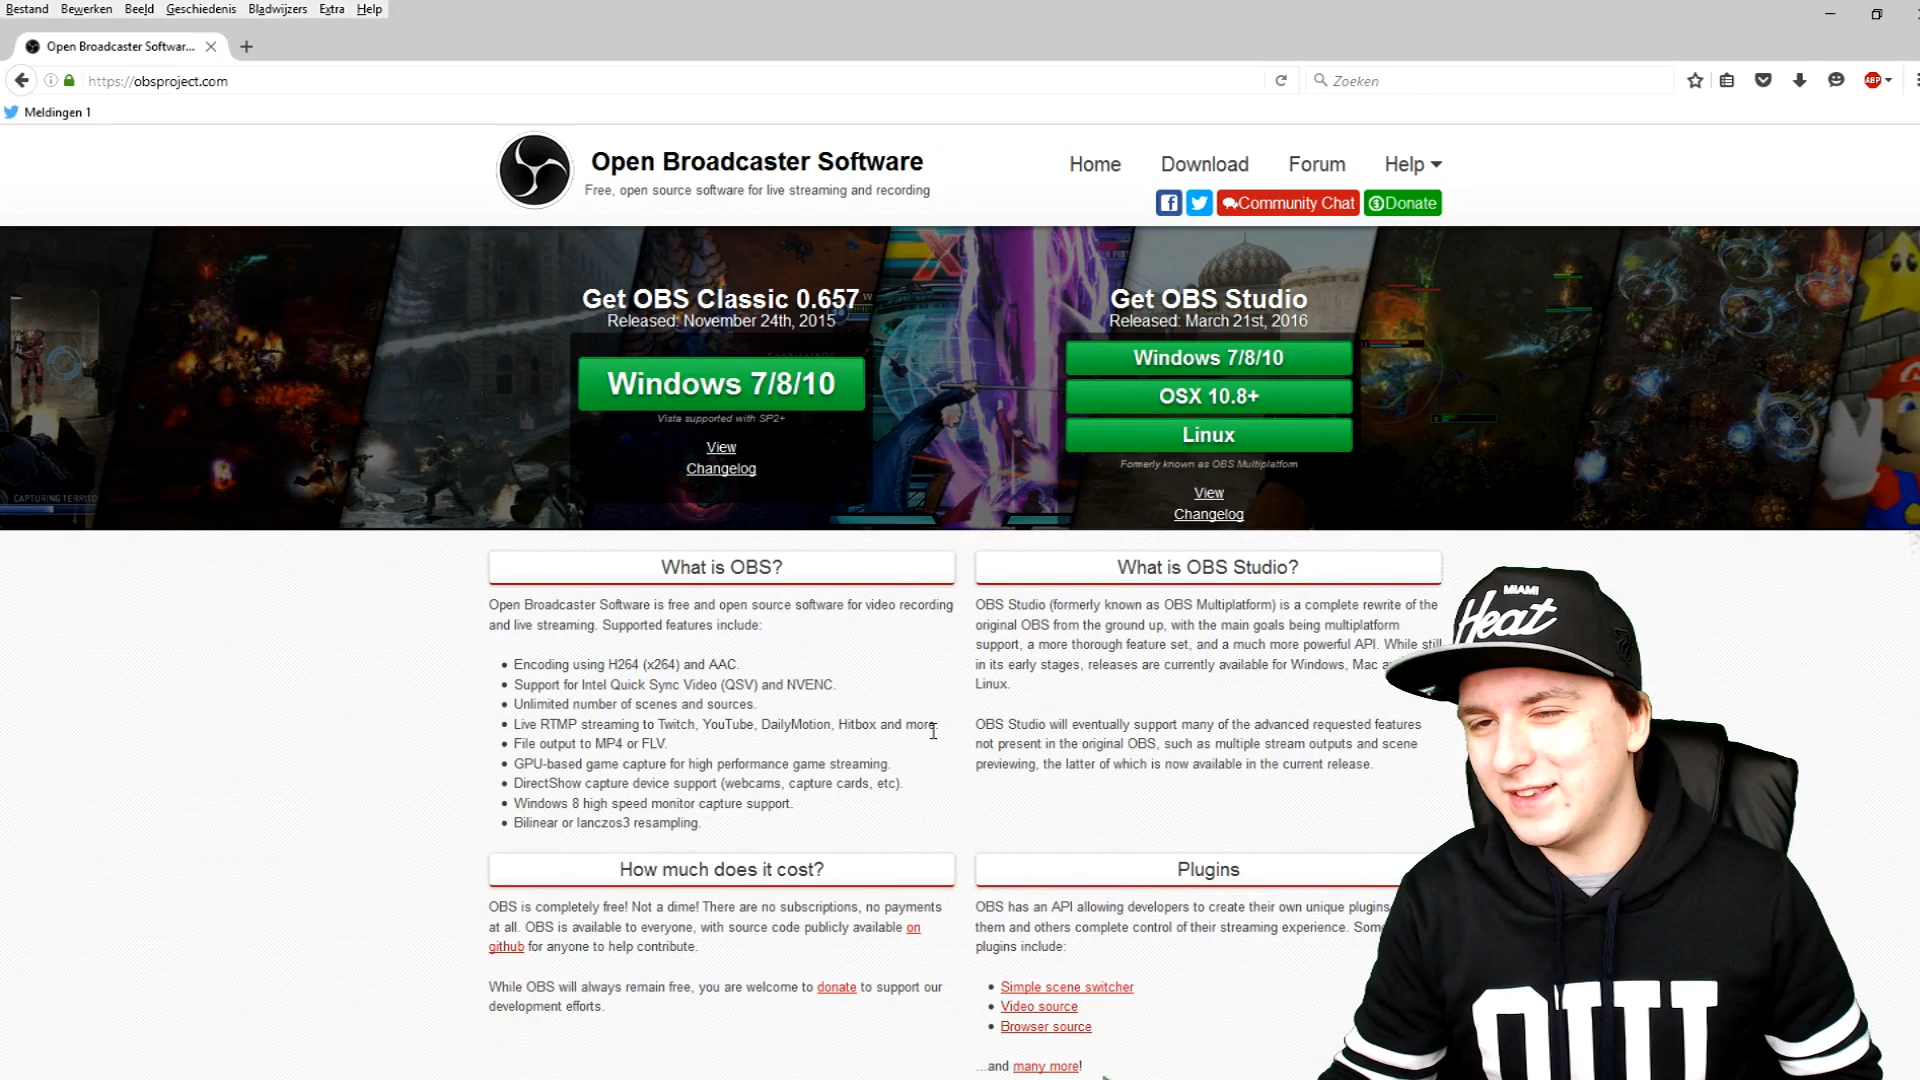 Bestand Bewerken Beeld Geschiedenis Bladwijzers Extra Help
Open Broadcaster Softwar...
https://obsproject.com
Zoeken
ABP
Meldingen 1
Open Broadcaster Software
Free, open source software for live streaming and recording
Home Download Forum Help
Community Chat
Donate
Get OBS Classic 0.657
Released: November 24th, 2015
Windows 7/8/10
Vista supported with SP2+
View
Changelog
Get OBS Studio
Released: March 21st, 2016
Windows 7/8/10
OSX 10.8+
Linux
Formerly known as OBS Multiplatform
View
Changelog
CAPTURING TERRITO
What is OBS?
Open Broadcaster Software is free and open source software for video recording
and live streaming. Supported features include:
Encoding using H264 (x264) and AAC.
Support for Intel Quick Sync Video (QSV) and NVENC.
Unlimited number of scenes and sources.
Live RTMP streaming to Twitch, YouTube, DailyMotion, Hitbox and more.
File output to MP4 or FLV.
GPU-based game capture for high performance game streaming.
DirectShow capture device support (webcams, capture cards, etc).
Windows 8 high speed monitor capture support.
Bilinear or lanczos3 resampling.
What is OBS Studio?
OBS Studio (formerly known as OBS Multiplatform) is a complete rewrite of the
original OBS from the ground up, with the main goals being multiplatform
support, a more thorough feature set, and a much more powerful API. While still
in its early stages, releases are currently available for Windows, Mac
Linux.
OBS Studio will eventually support many of the advanced requested features
not present in the original OBS, such as multiple stream outputs and scene
previewing, the latter of which is now available in the current release.
How much does it cost?
OBS is completely free! Not a dime! There are no subscriptions, no payments
at all. OBS is available to everyone, with source code publicly available on
github for anyone to help contribute.
While OBS will always remain free, you are welcome to donate to support our
development efforts.
Plugins
OBS has an API allowing developers to create their own unique plugins
them and others complete control of their streaming experience. Some
plugins include:
Simple scene switcher
Video source
Browser source
...and many more!
MIAMI
Heat